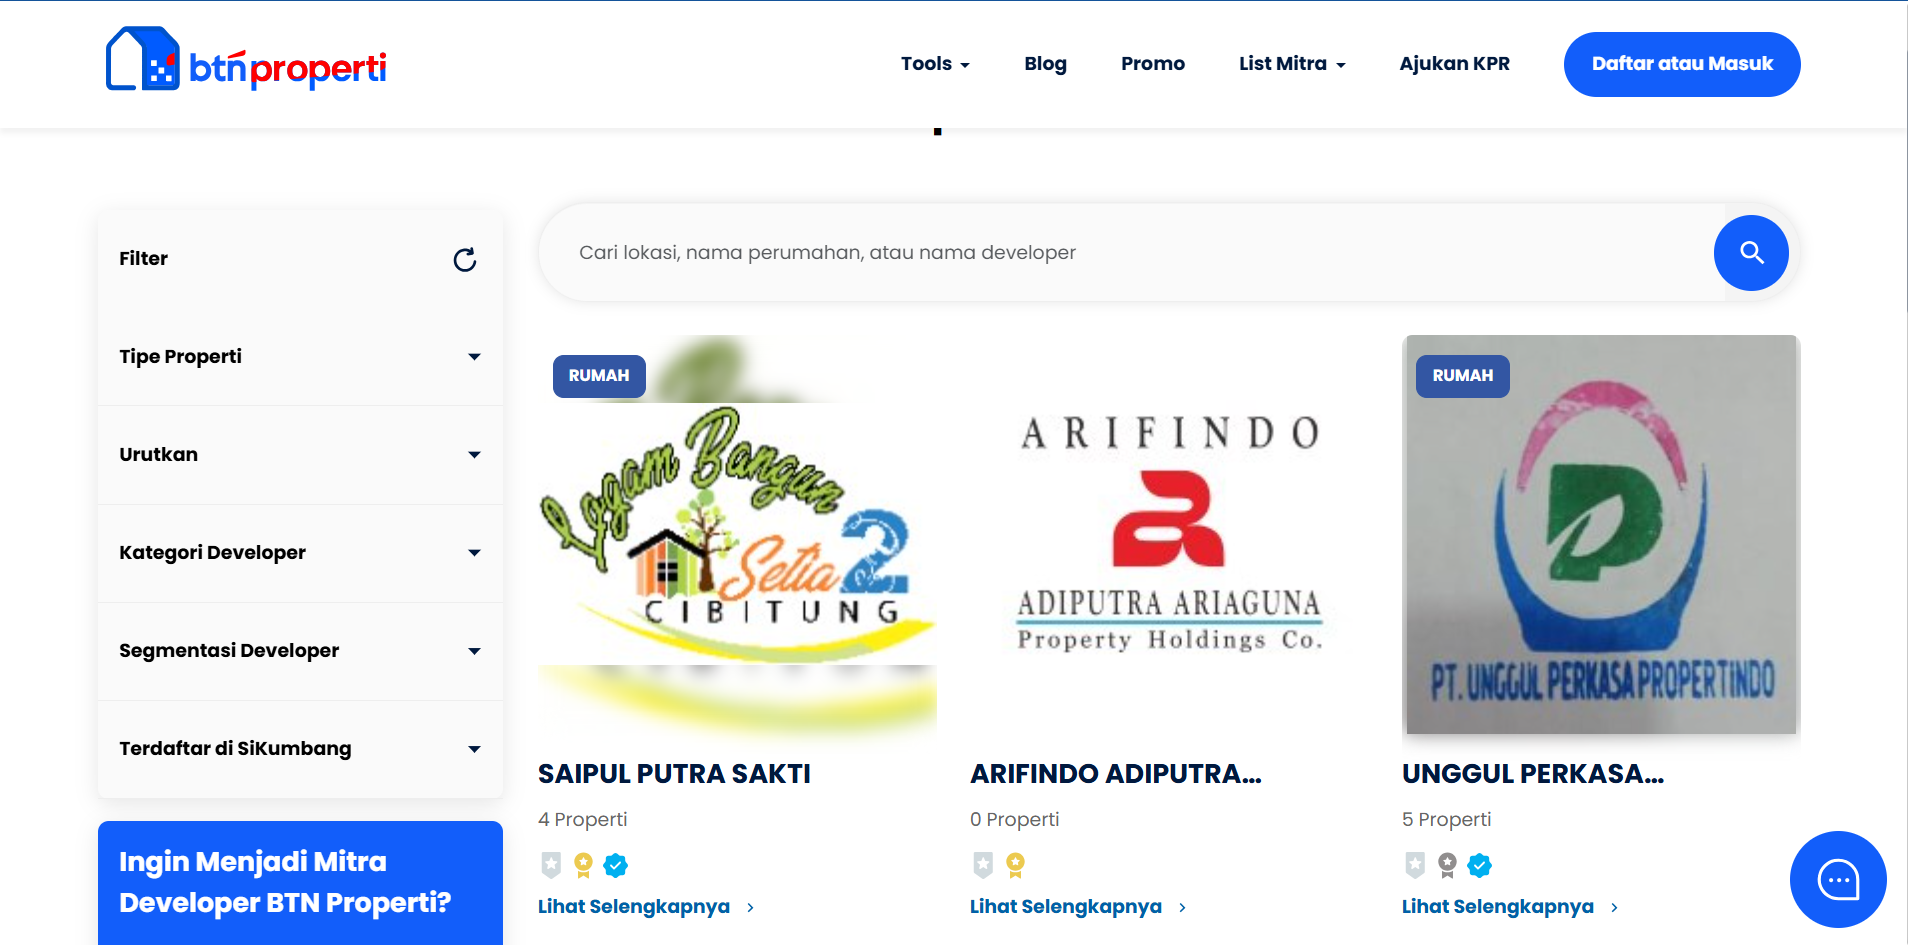 btnproperti
Tools
Blog
Promo
List Mitra
Ajukan KPR
Daftar atau Masuk
Filter
Tipe Properti
Urutkan
Kategori Developer
Segmentasi Developer
Terdaftar di SiKumbang
Ingin Menjadi Mitra
Developer BTN Properti?
Cari lokasi, nama perumahan, atau nama developer
RUMAH
Ragam Bangun
Setia 2
CIBITUNG
SAIPUL PUTRA SAKTI
4 Properti
Lihat Selengkapnya
ARIFINDO
ADIPUTRA ARIAGUNA
Property Holdings Co.
ARIFINDO ADIPUTRA...
0 Properti
Lihat Selengkapnya
RUMAH
PT. UNGGUL PERKASA PROPERTINDO
UNGGUL PERKASA...
5 Properti
Lihat Selengkapnya